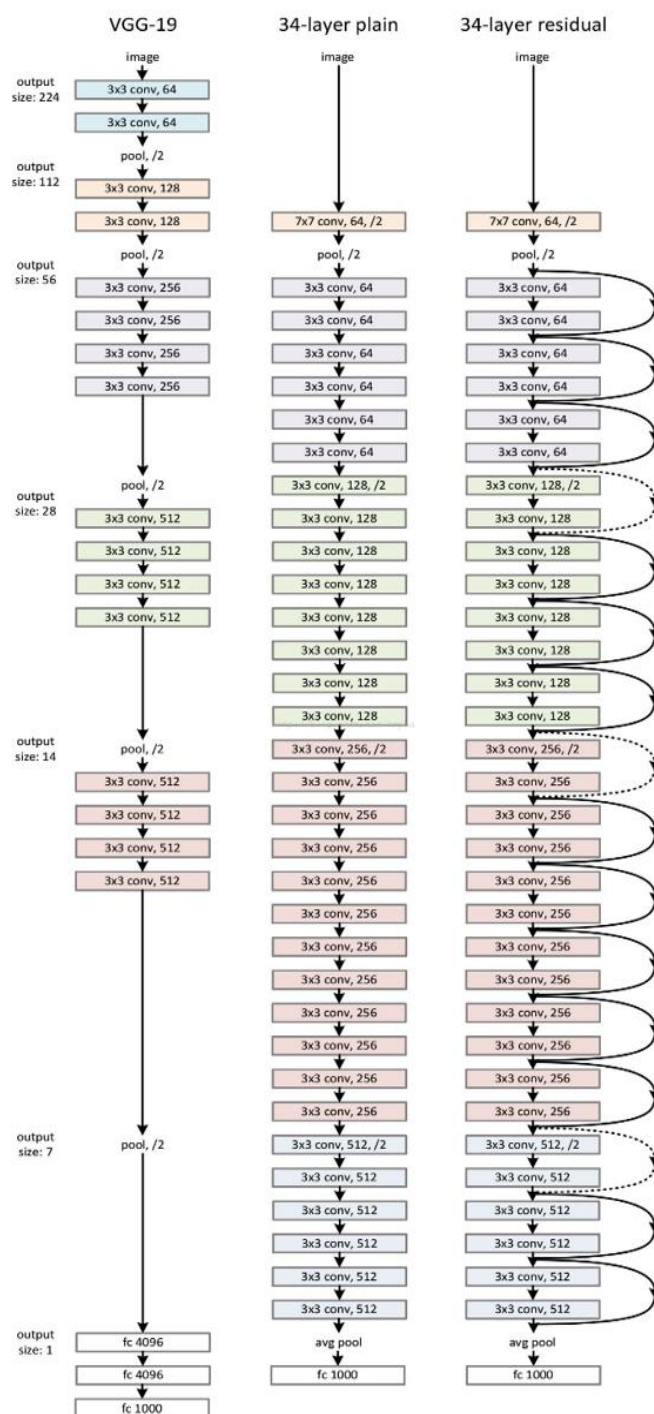 VGG-19
image
output
size: 224
3x3 conv, 64
3x3 conv, 64
pool, /2
output
size: 112
3x3 conv, 128
3x3 conv, 128
pool, /2
output
size: 56
3x3 conv, 256
3x3 conv, 256
3x3 conv, 256
3x3 conv, 256
pool, /2
output
size: 28
3x3 conv, 512
3x3 conv, 512
3x3 conv, 512
3x3 conv, 512
pool, /2
output
size: 14
3x3 conv, 512
3x3 conv, 512
3x3 conv, 512
3x3 conv, 512
output
size: 7
pool, /2
output
size: 1
fc 4096
fc 4096
fc 1000
34-layer plain
image
7x7 conv, 64, /2
pool, /2
3x3 conv, 64
3x3 conv, 64
3x3 conv, 64
3x3 conv, 64
3x3 conv, 64
3x3 conv, 64
3x3 conv, 128, /2
3x3 conv, 128
3x3 conv, 128
3x3 conv, 128
3x3 conv, 128
3x3 conv, 128
3x3 conv, 128
3x3 conv, 128
3x3 conv, 256, /2
3x3 conv, 256
3x3 conv, 256
3x3 conv, 256
3x3 conv, 256
3x3 conv, 256
3x3 conv, 256
3x3 conv, 256
3x3 conv, 256
3x3 conv, 256
3x3 conv, 256
3x3 conv, 256
3x3 conv, 512, /2
3x3 conv, 512
3x3 conv, 512
3x3 conv, 512
3x3 conv, 512
3x3 conv, 512
avg pool
fc 1000
34-layer residual
image
7x7 conv, 64, /2
pool, /2
3x3 conv, 64
3x3 conv, 64
3x3 conv, 64
3x3 conv, 64
3x3 conv, 64
3x3 conv, 64
3x3 conv, 128, /2
3x3 conv, 128
3x3 conv, 128
3x3 conv, 128
3x3 conv, 128
3x3 conv, 128
3x3 conv, 128
3x3 conv, 128
3x3 conv, 256, /2
3x3 conv, 256
3x3 conv, 256
3x3 conv, 256
3x3 conv, 256
3x3 conv, 256
3x3 conv, 256
3x3 conv, 256
3x3 conv, 256
3x3 conv, 256
3x3 conv, 256
3x3 conv, 256
3x3 conv, 512, /2
3x3 conv, 512
3x3 conv, 512
3x3 conv, 512
3x3 conv, 512
3x3 conv, 512
avg pool
fc 1000